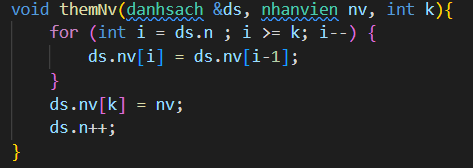 void themNv(danhsach &ds, nhanvien nv, int k){
    for (int i = ds.n ; i >= k; i--) {
        ds.nv[i] = ds.nv[i-1];
    }
    ds.nv[k] = nv;
    ds.n++;
}